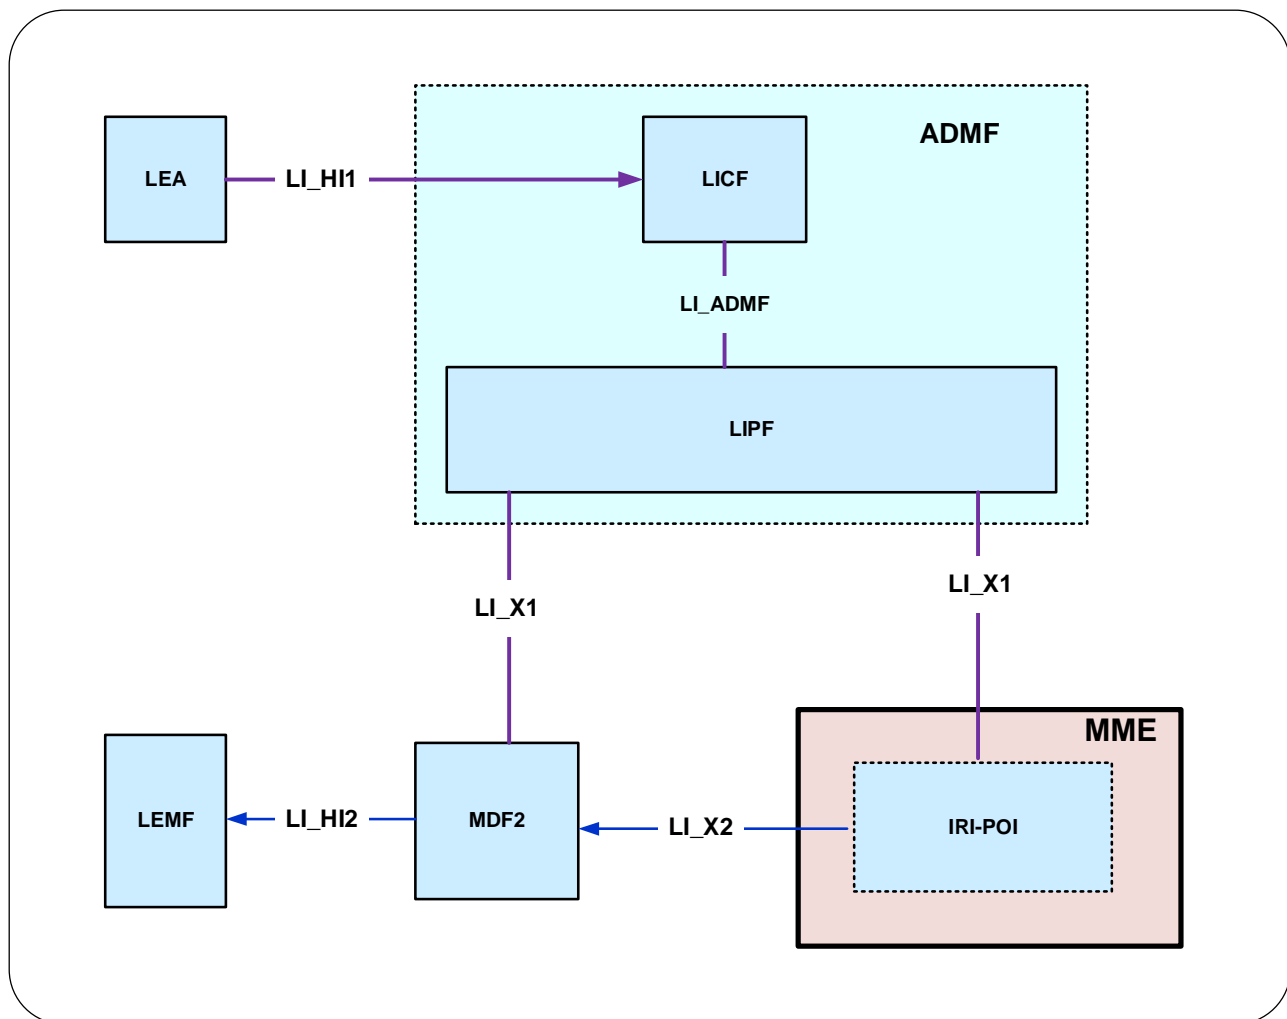 ADMF
LEA
LI_HI1
LICF
LI_ADMF
LIPF
LI_X1
LI_X1
MME
LEMF
LI_HI2
MDF2
LI_X2
IRI-POI